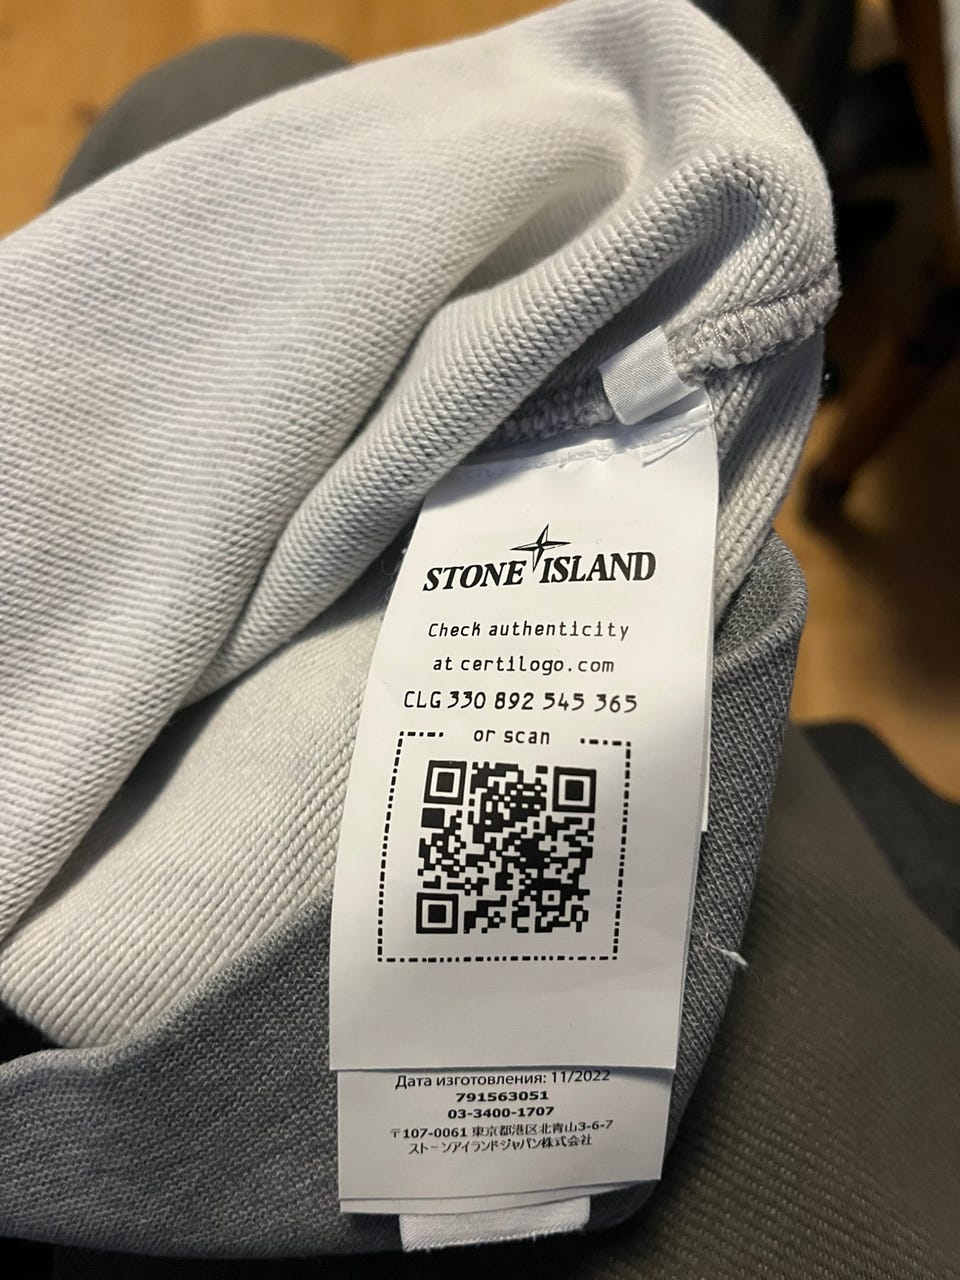 STONE ISLAND
Check authenticity
at certilogo.com
CLG 330 892 545 365
or scan
Дата изготовления: 11/2022
791563051
03-3400-1707
〒107-0061 東京都港区北青山3-6-7
ストーンアイランドジャパン株式会社